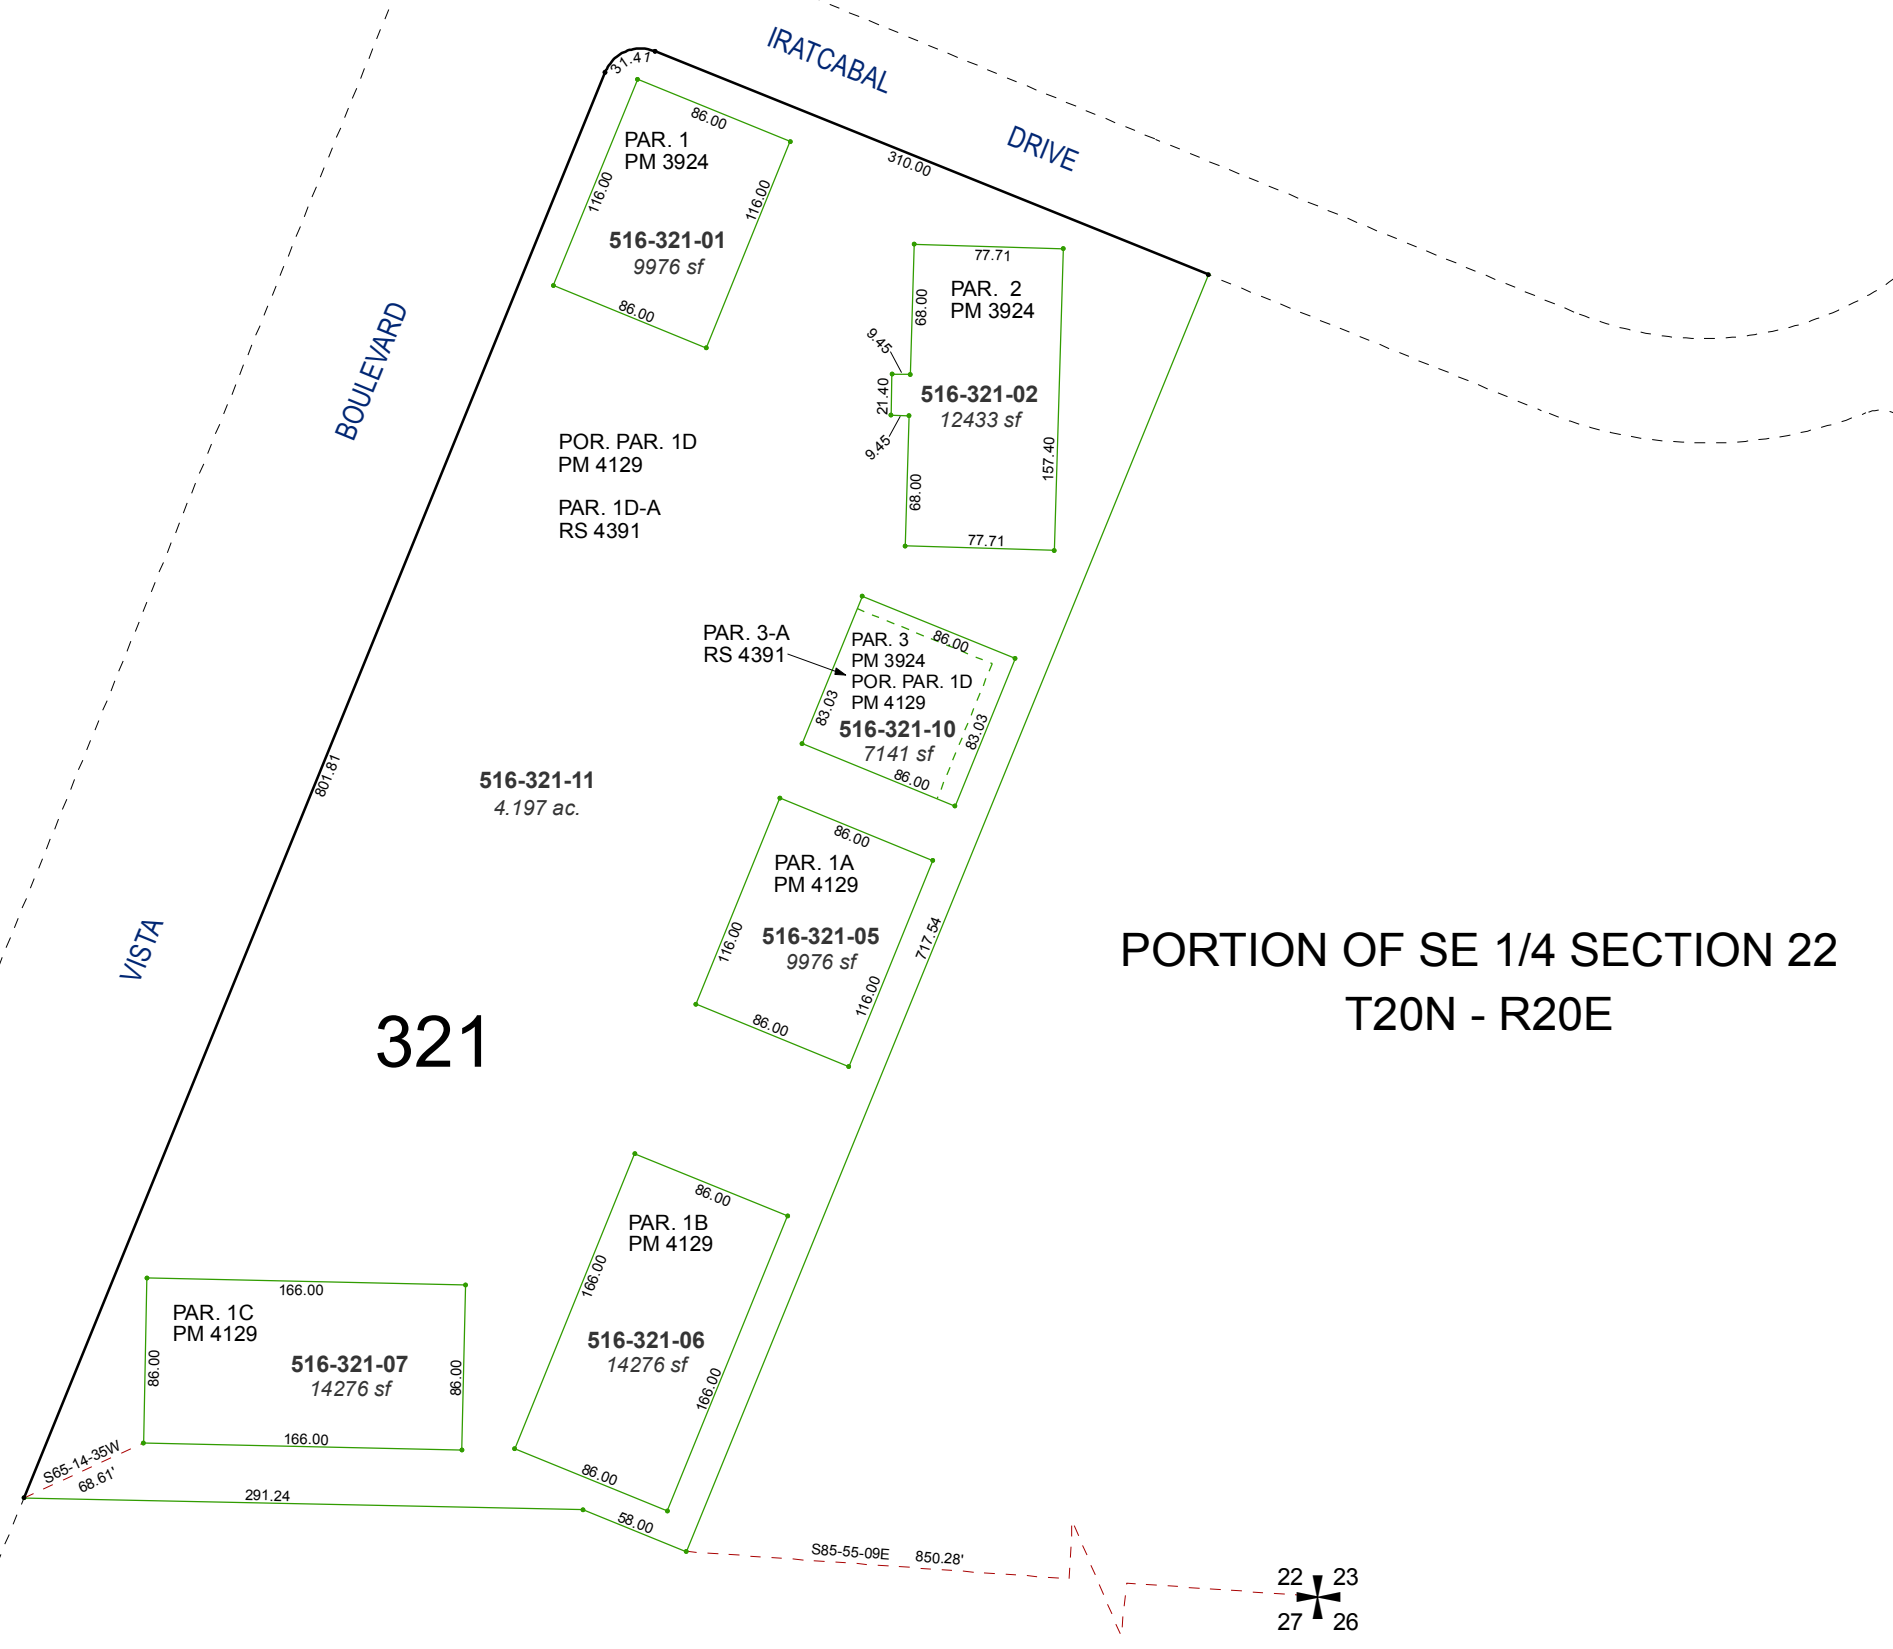 IRATCABAL
DRIVE
31.41
310.00
86.00
PAR. 1
PM 3924
116.00
116.00
516-321-01
9976 sf
86.00
77.71
PAR. 2
PM 3924
68.00
9.45
21.40
516-321-02
12433 sf
9.45
157.40
68.00
77.71
BOULEVARD
POR. PAR. 1D
PM 4129
PAR. 1D-A
RS 4391
PAR. 3-A
RS 4391
86.00
PAR. 3
PM 3924
POR. PAR. 1D
PM 4129
83.03
83.03
516-321-10
7141 sf
86.00
801.81
516-321-11
4.197 ac.
86.00
PAR. 1A
PM 4129
116.00
516-321-05
9976 sf
116.00
86.00
717.54
VISTA
PORTION OF SE 1/4 SECTION 22
T20N - R20E
321
86.00
PAR. 1B
PM 4129
166.00
516-321-06
14276 sf
166.00
86.00
166.00
PAR. 1C
PM 4129
86.00
516-321-07
14276 sf
86.00
166.00
S65-14-35W
68.61'
291.24
58.00
S85-55-09E 850.28'
22 23
27 26